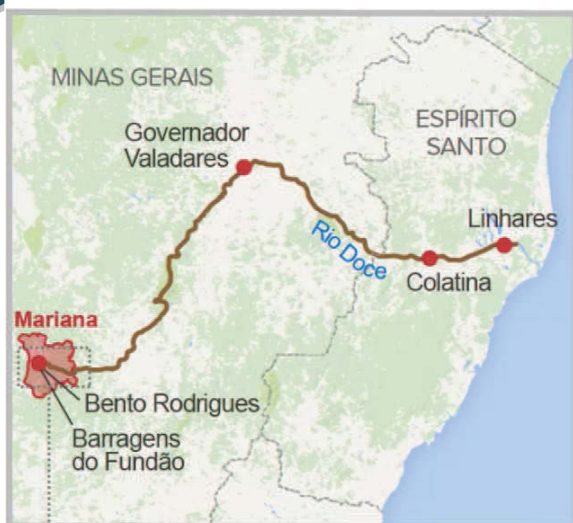 MINAS GERAIS
Governador
Valadares
ESPÍRITO
SANTO
Linhares
Rio Doce
Colatina
Mariana
Bento Rodrigues
Barragens
do Fundão